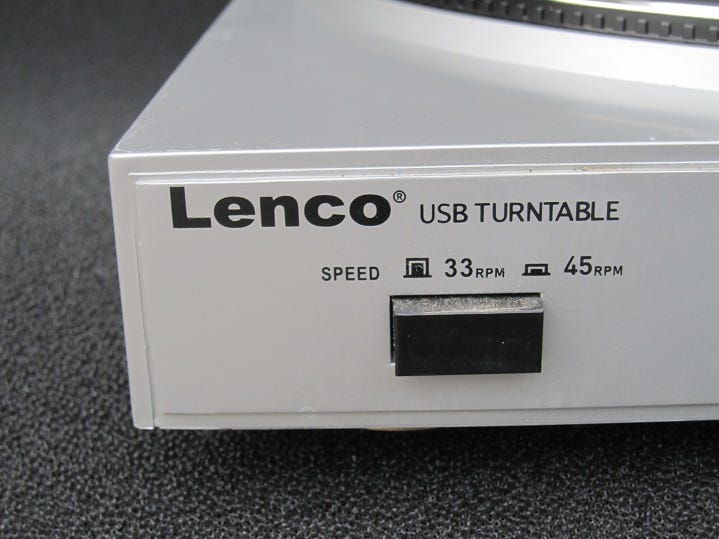 Lenco® USB TURNTABLE
SPEED 33RPM 45RPM